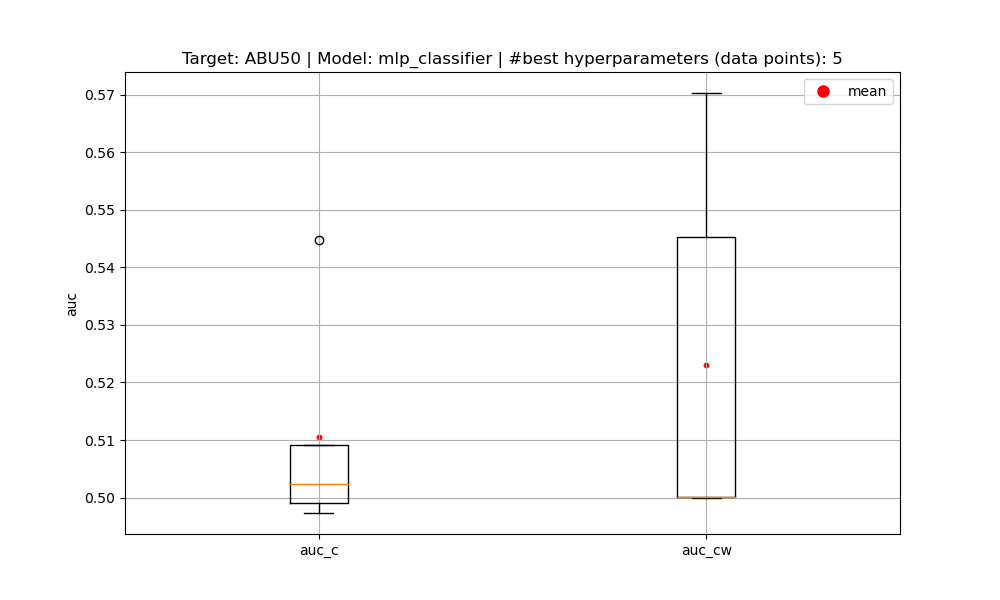 Target: ABU50 | Model: mlp_classifier | #best hyperparameters (data points): 5
mean
0.57
0.56
0.55
0.54
0.53
0.52
0.51
0.50
auc
auc_c
auc_cw